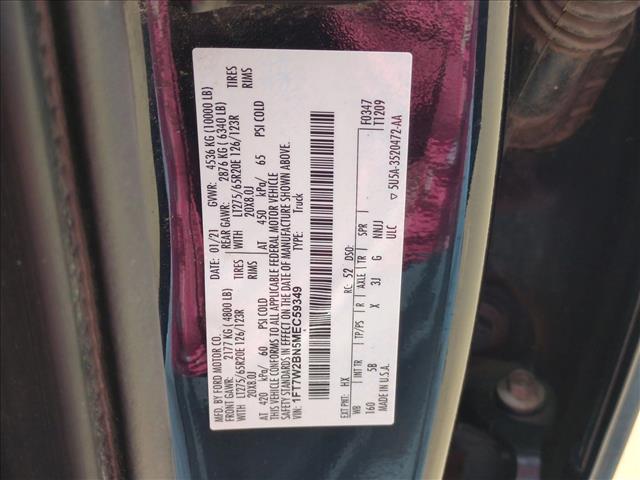 MFD. BY FORD MOTOR CO.
DATE: 01/21 GVWR: 4536 KG (10000 LB)
FRONT GAWR: 2177 KG ( 4800 LB) REAR GAWR: 2876 KG ( 6340 LB)
WITH LT275/65R20E 126/123R TIRES WITH LT275/65R20E 126/123R TIRES
20X8.0J RIMS 20X8.0J RIMS
AT 420 kPa/ 60 PSI COLD AT 450 kPa/ 65 PSI COLD
THIS VEHICLE CONFORMS TO ALL APPLICABLE FEDERAL MOTOR VEHICLE
SAFETY STANDARDS IN EFFECT ON THE DATE OF MANUFACTURE SHOWN ABOVE.
VIN: 1FT7W2BN5MEC59349 TYPE: Truck
F0347
TT209
EXT PNT: HX RC: 52 DSO:
WB INT TR TP/PS R AXLE TR SPR
160 5B X 3J G NNUJ
MADE IN U.S.A. ULC
▽ 5U5A-3520472-AA